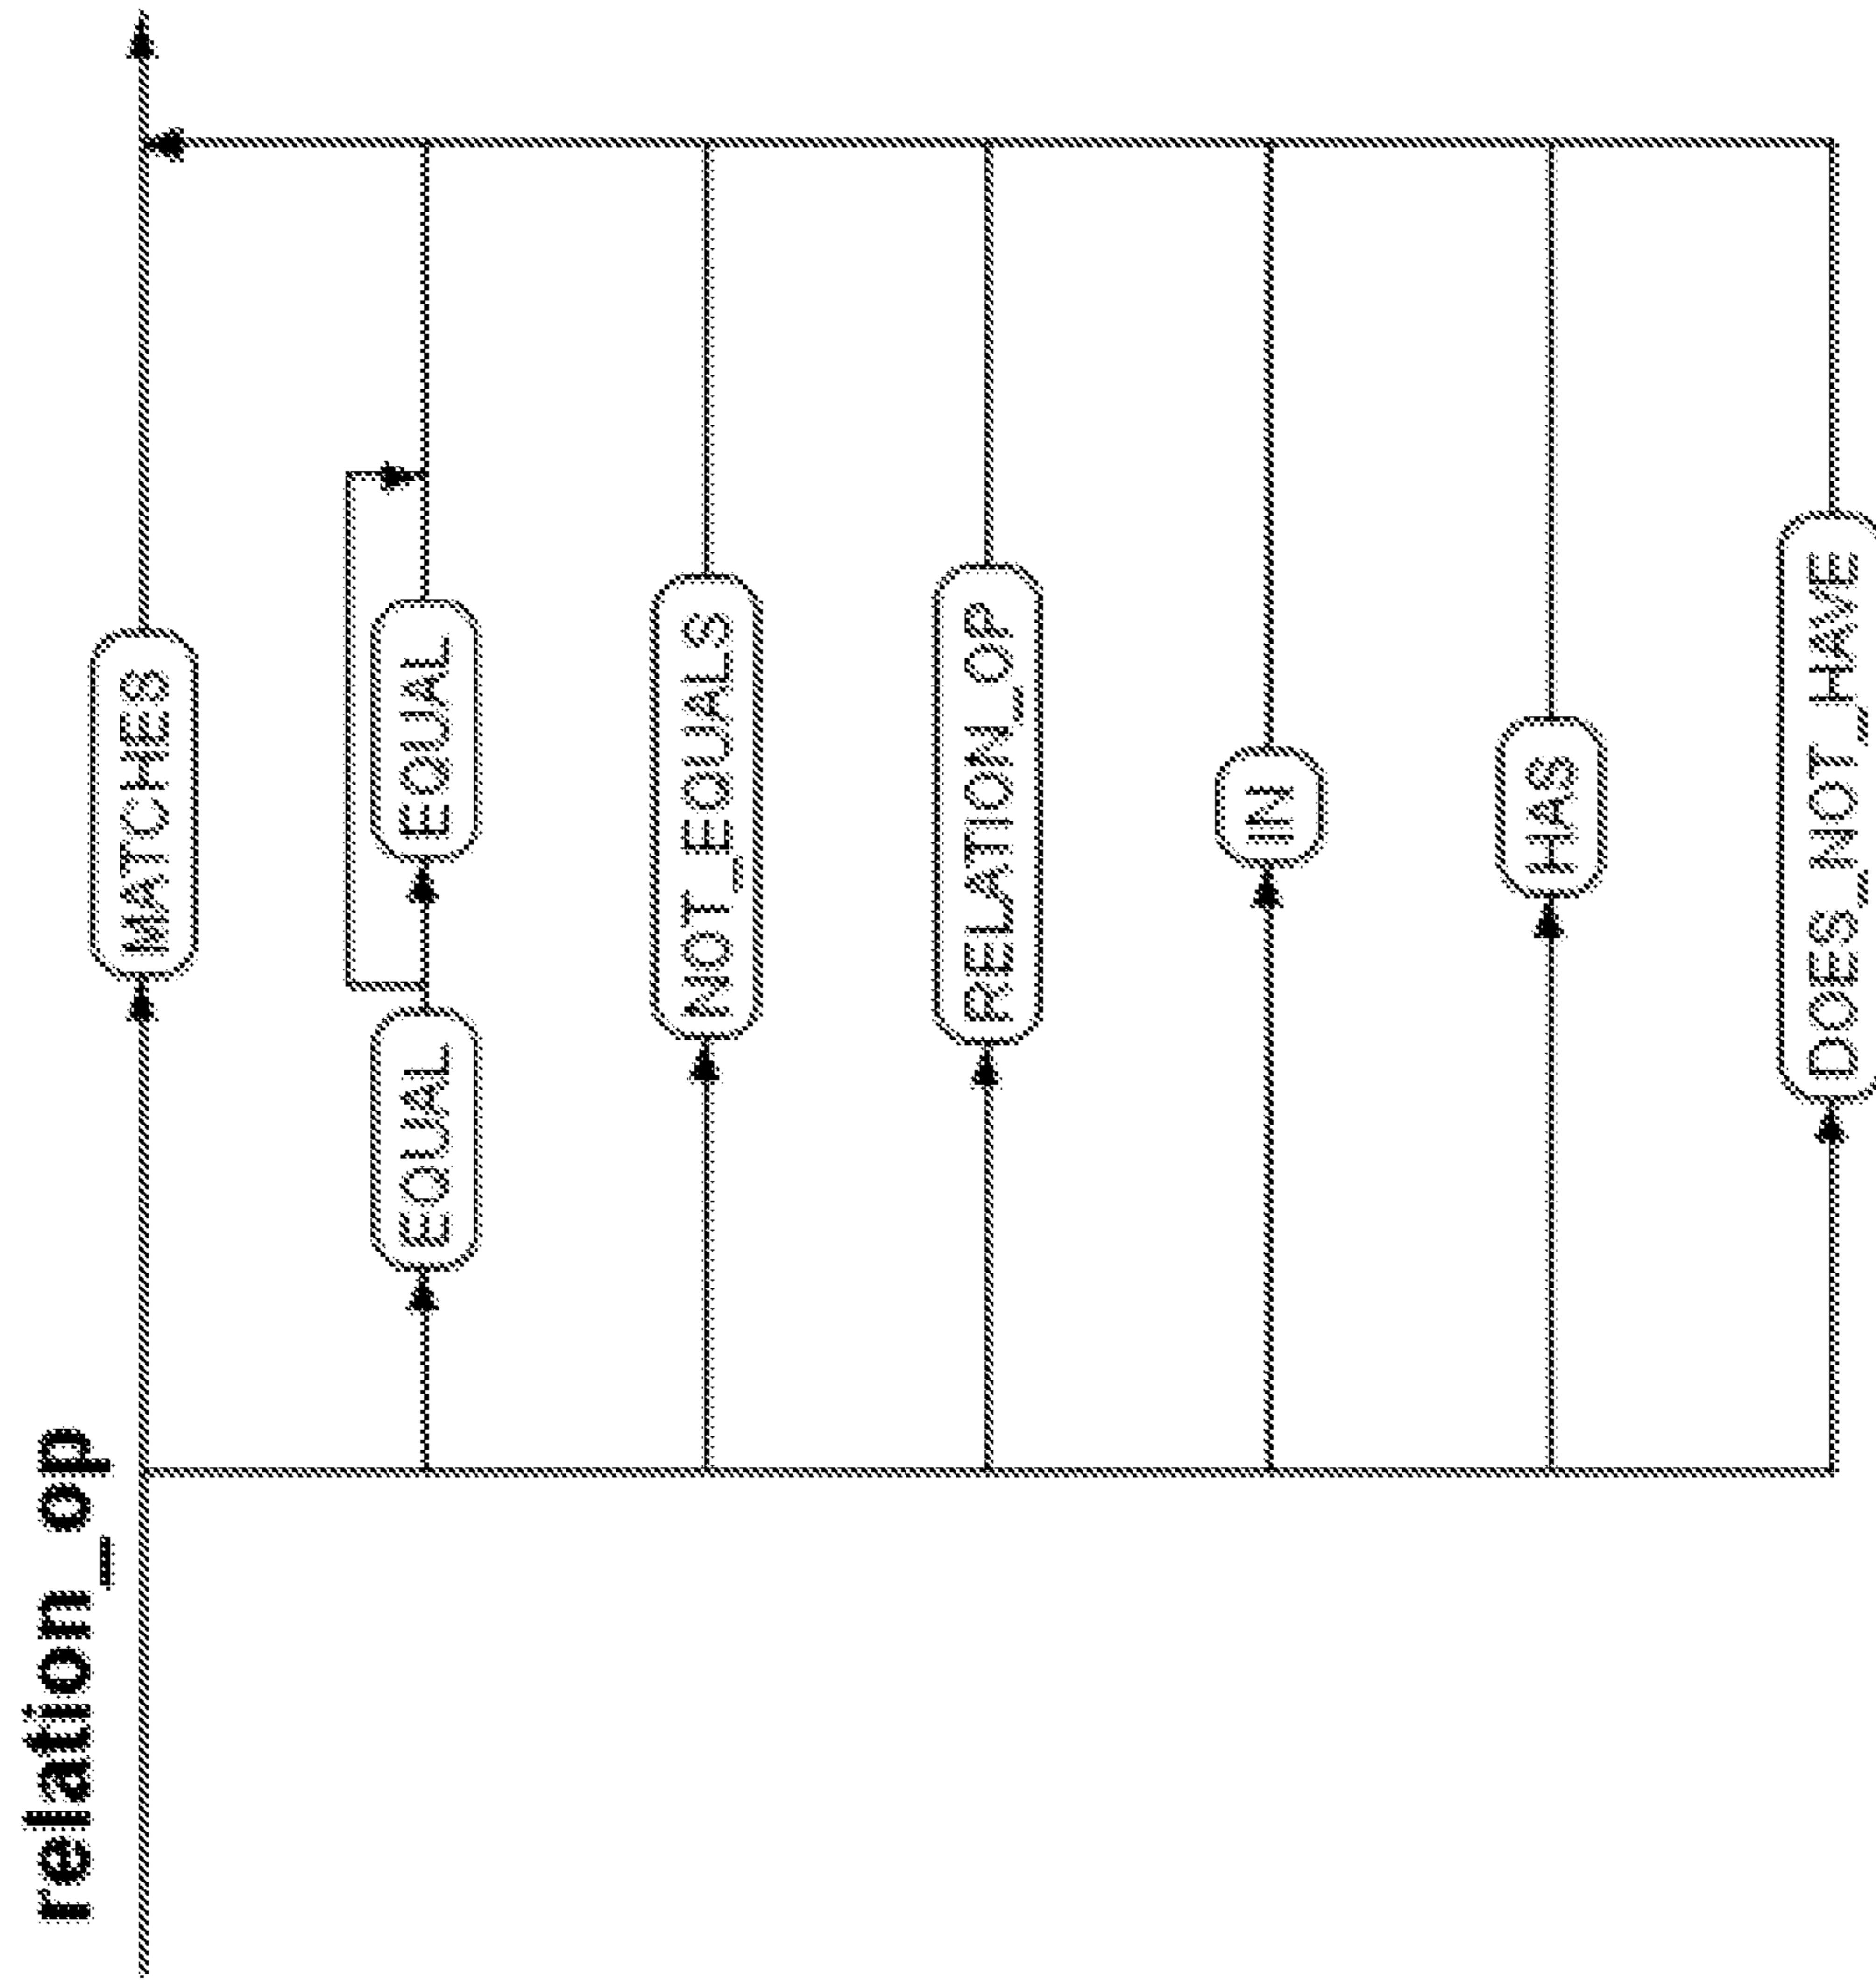 relation_op
MATCHES
EQUAL
EQUAL
NOT_EQUALS
RELATION_OP
IN
HAS
DOES_NOT_HAVE